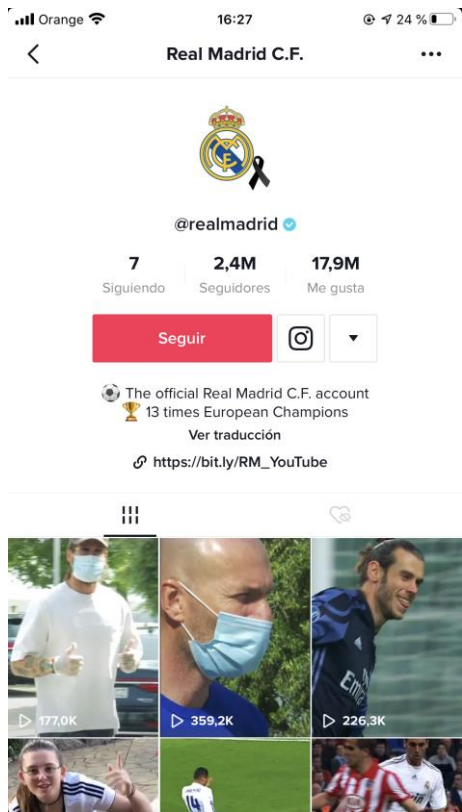 Orange 16:27 24 %
Real Madrid C.F.
@realmadrid
7 2,4M 17,9M
Siguiendo Seguidores Me gusta
Seguir
The official Real Madrid C.F. account
13 times European Champions
Ver traducción
https://bit.ly/RM_YouTube
177,0K 359,2K 226,3K
14